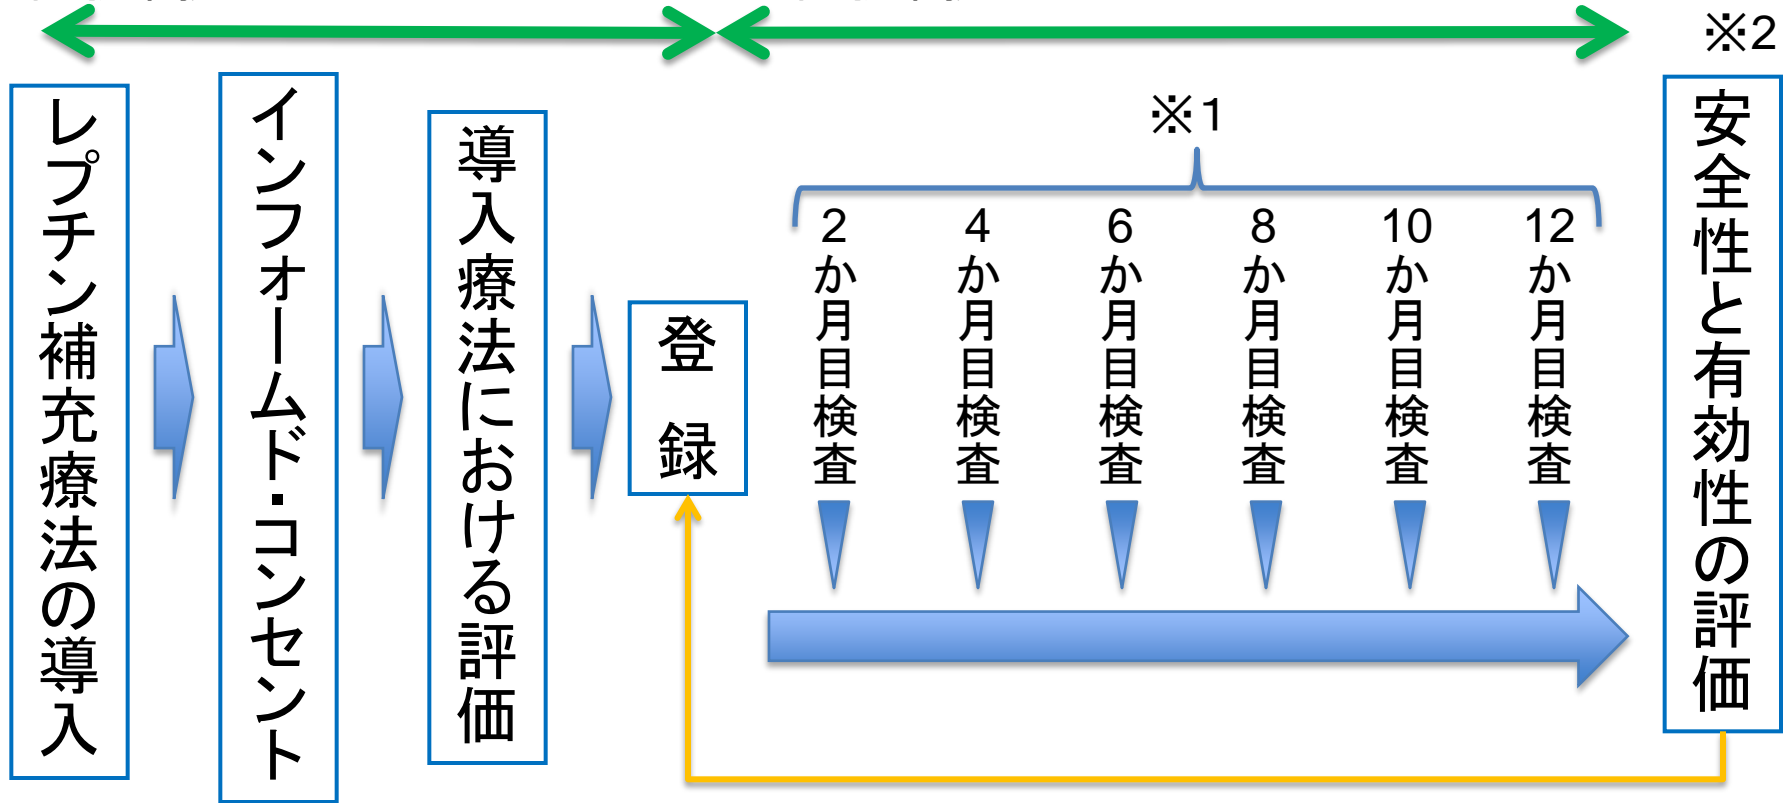 ※2
レプチン補充療法の導入
インフォームド・コンセント
導入療法における評価
登録
※1
2か月目検査
4か月目検査
6か月目検査
8か月目検査
10か月目検査
12か月目検査
安全性と有効性の評価